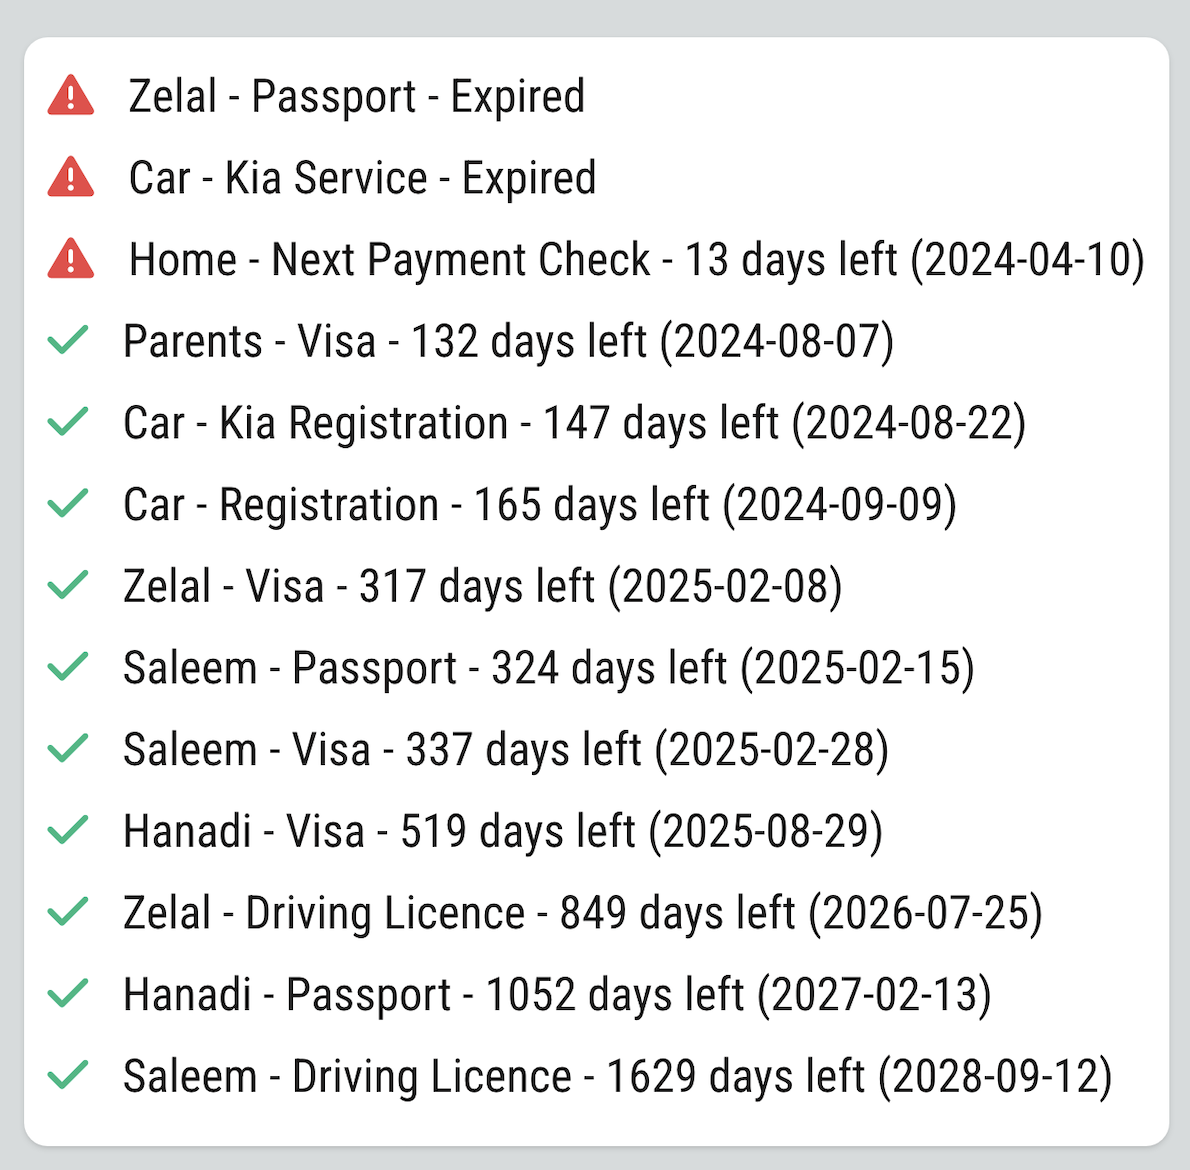 Zelal - Passport - Expired
Car - Kia Service - Expired
Home - Next Payment Check - 13 days left (2024-04-10)
Parents - Visa - 132 days left (2024-08-07)
Car - Kia Registration - 147 days left (2024-08-22)
Car - Registration - 165 days left (2024-09-09)
Zelal - Visa - 317 days left (2025-02-08)
Saleem - Passport - 324 days left (2025-02-15)
Saleem - Visa - 337 days left (2025-02-28)
Hanadi - Visa - 519 days left (2025-08-29)
Zelal - Driving Licence - 849 days left (2026-07-25)
Hanadi - Passport - 1052 days left (2027-02-13)
Saleem - Driving Licence - 1629 days left (2028-09-12)